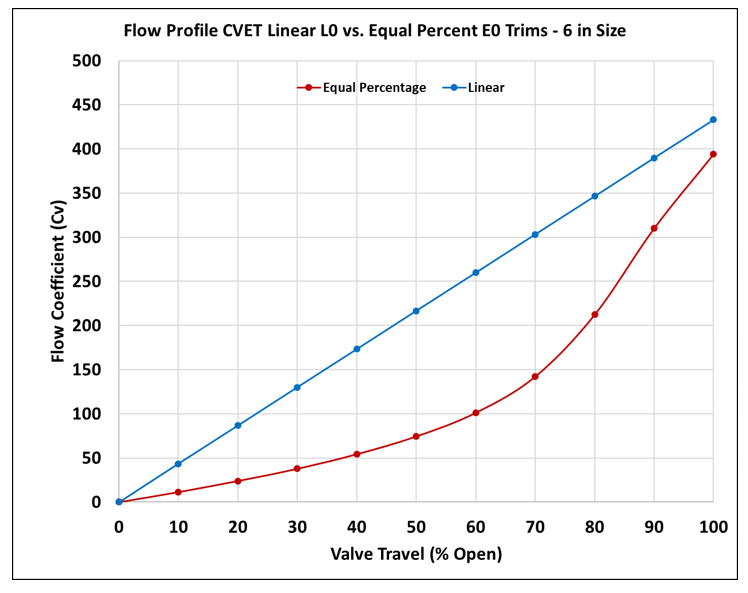 Flow Profile CVET Linear L0 vs. Equal Percent E0 Trims - 6 in Size
Equal Percentage Linear
500
450
400
350
300
250
200
150
100
50
0
Flow Coefficient (Cv)
0 10 20 30 40 50 60 70 80 90 100
Valve Travel (% Open)